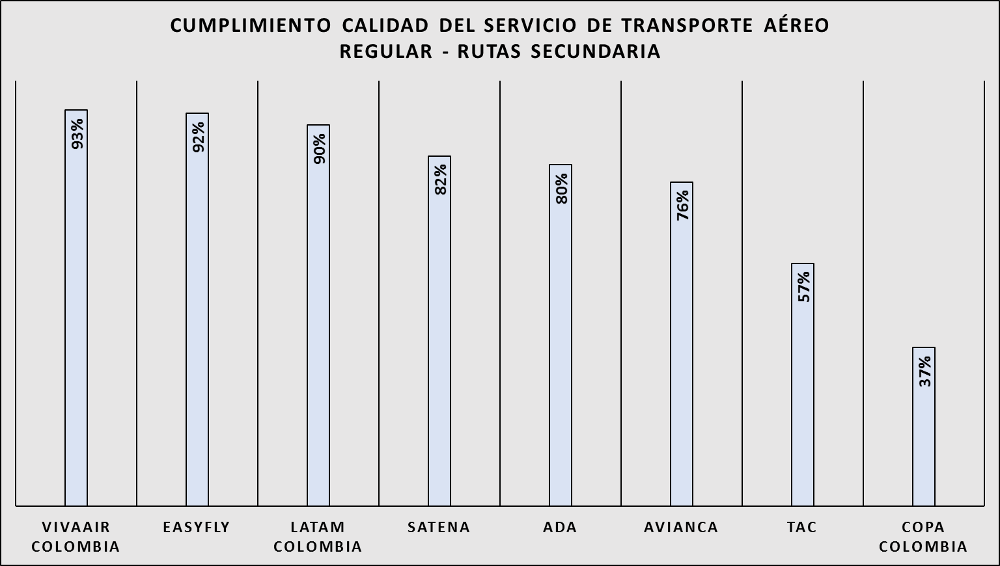 CUMPLIMIENTO CALIDAD DEL SERVICIO DE TRANSPORTE AÉREO
REGULAR - RUTAS SECUNDARIA
93%
92%
90%
82%
80%
76%
57%
37%
VIVAAIR
COLOMBIA
EASYFLY
LATAM
COLOMBIA
SATENA
ADA
AVIANCA
TAC
COPA
COLOMBIA